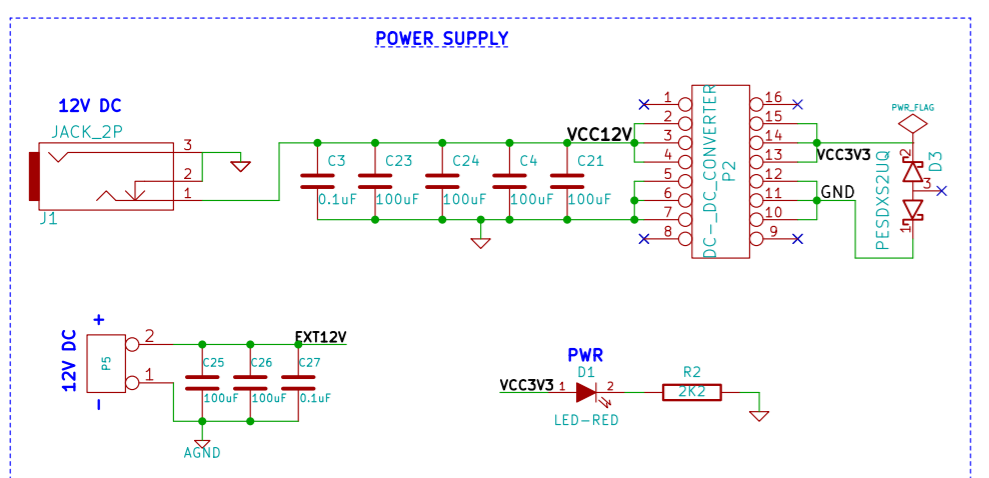 POWER SUPPLY
12V DC
JACK_2P
3
2
1
J1
VCC12V
C3
0.1uF
C23
100uF
C24
100uF
C4
100uF
C21
100uF
1
2
3
4
5
6
7
8
DC-_DC_CONVERTER
P2
16
15
14
13
12
11
10
9
VCC3V3
GND
PWR_FLAG
2
3
1
D3
PESDXS2UQ
12V DC
+
-
P5
2
1
EXT12V
C25
100uF
C26
100uF
C27
0.1uF
AGND
PWR
D1
VCC3V3
1
2
LED-RED
R2
2K2